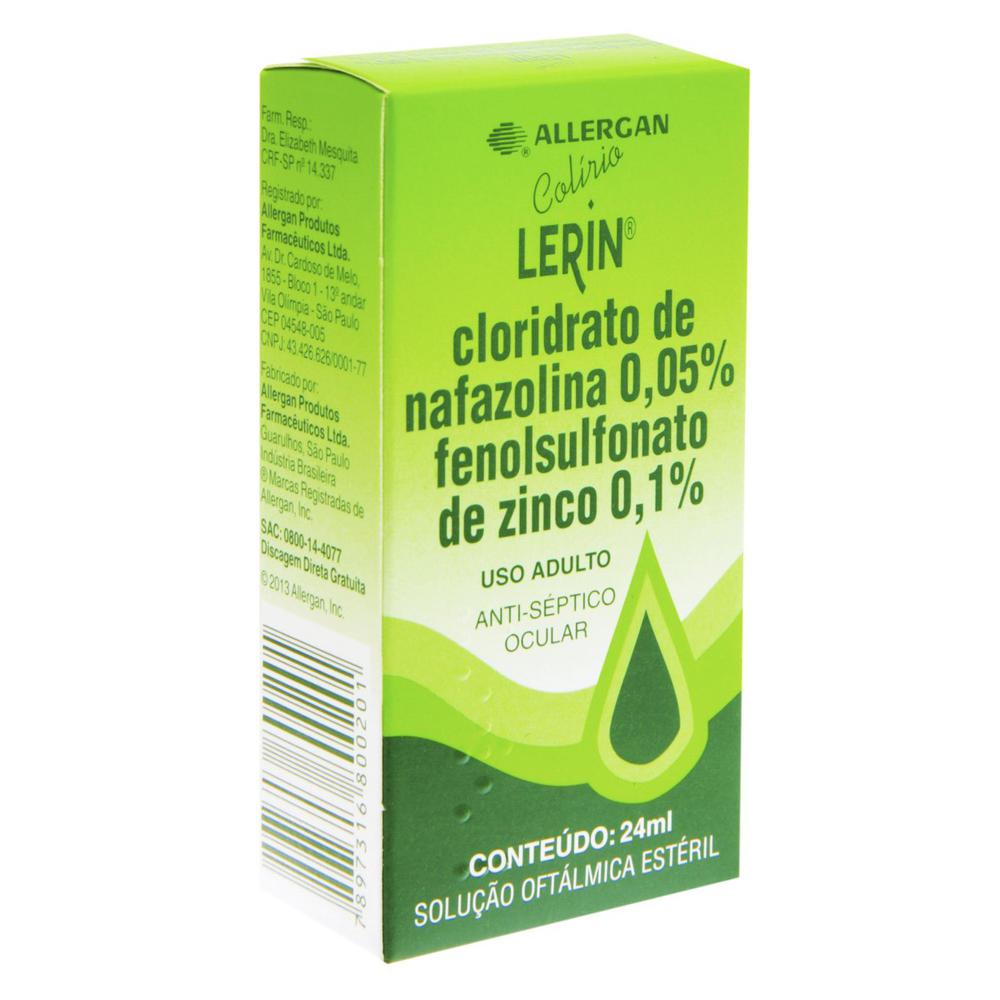 ALLERGAN
Colírio
LERIN®
cloridrato de
nafazolina 0,05%
fenolsulfonato
de zinco 0,1%
USO ADULTO
ANTI-SÉPTICO
OCULAR
CONTEÚDO: 24ml
SOLUÇÃO OFTÁLMICA ESTÉRIL
Farm. Resp.:
Dra. Elizabeth Mesquita
CRF-SP nº 14.337
Registrado por:
Allergan Produtos
Farmacêuticos Ltda.
Av. Dr. Cardoso de Melo,
1855 - Bloco 1 - 13º andar
Vila Olímpia - São Paulo
CEP 04548-005
CNPJ: 43.426.626/0001-77
Fabricado por:
Allergan Produtos
Farmacêuticos Ltda.
Guarulhos, São Paulo
Indústria Brasileira
® Marcas Registradas de
Allergan, Inc.
SAC: 0800-14-4077
Discagem Direta Gratuita
© 2013 Allergan, Inc.
7897316800201